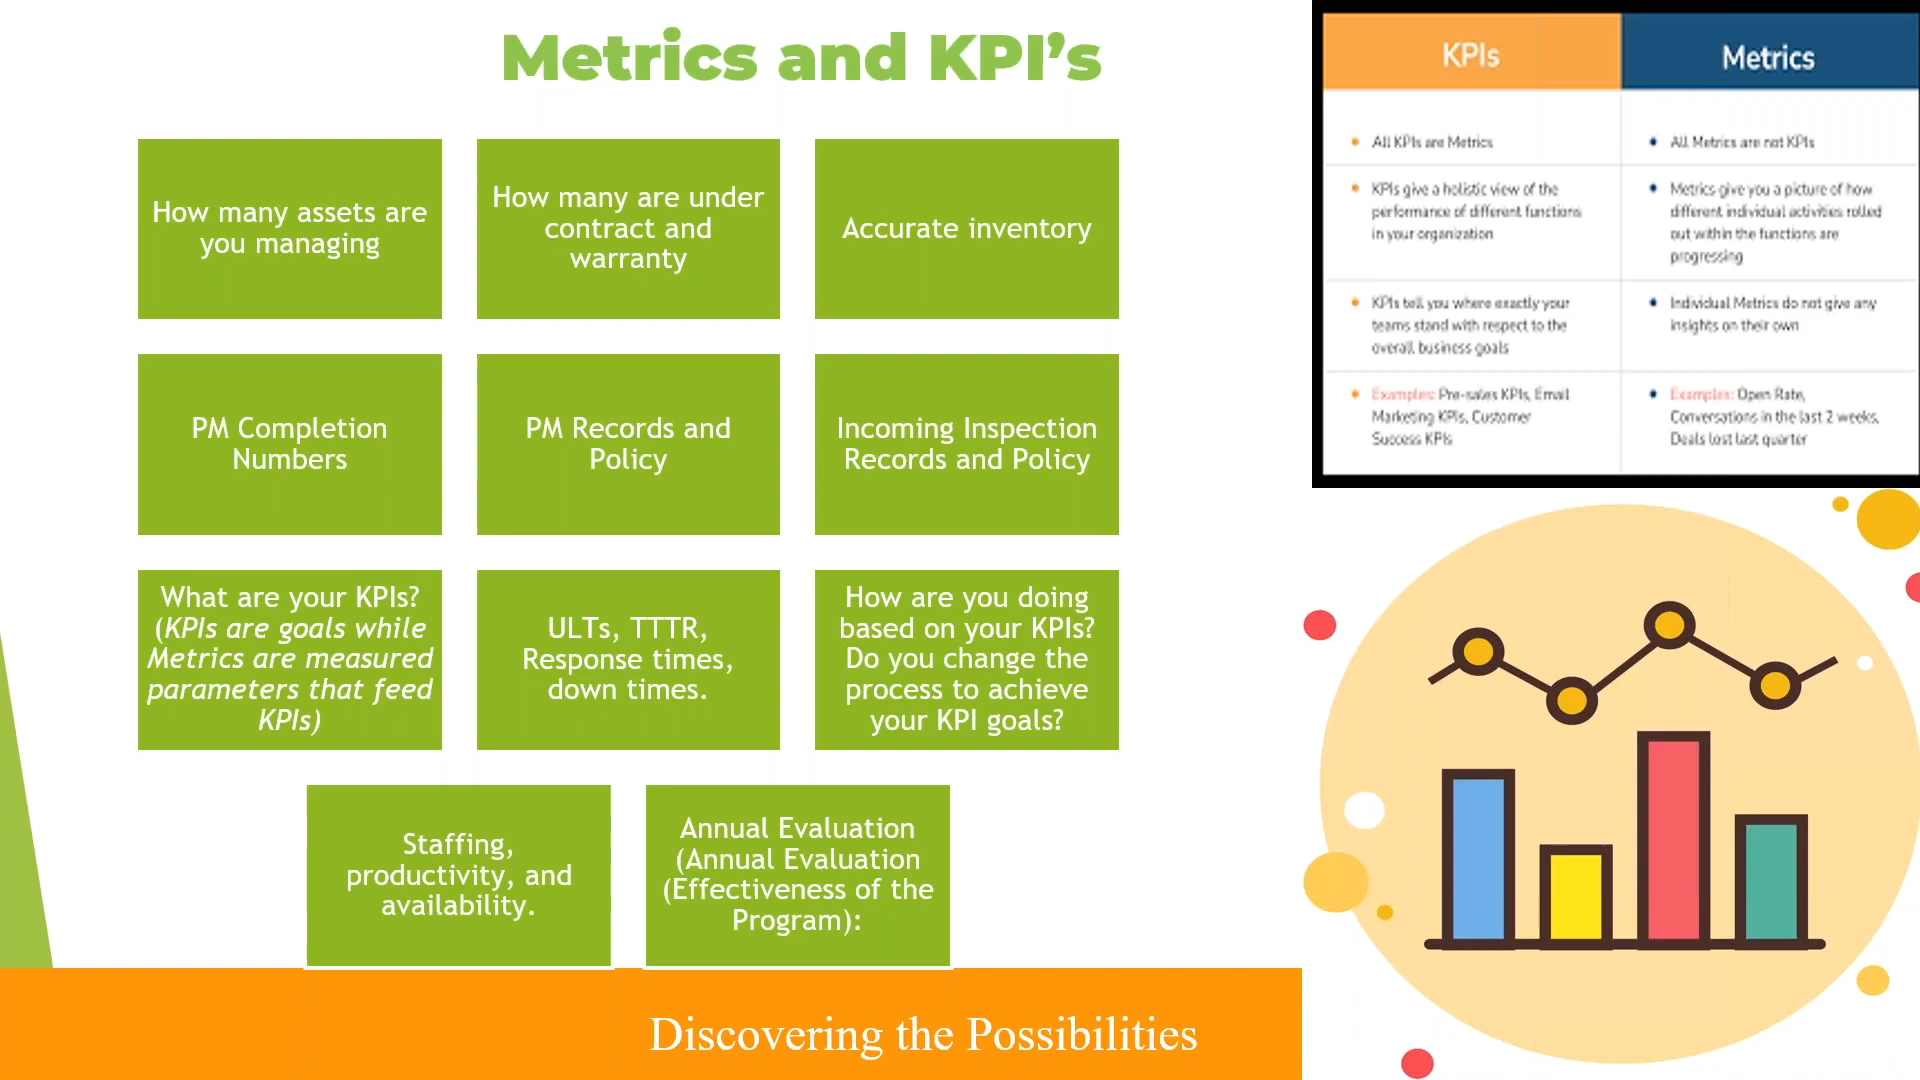 Metrics and KPI’s
How many assets are
you managing
How many are under
contract and
warranty
Accurate inventory
PM Completion
Numbers
PM Records and
Policy
Incoming Inspection
Records and Policy
What are your KPIs?
(KPIs are goals while
Metrics are measured
parameters that feed
KPIs)
ULTs, TTTR,
Response times,
down times.
How are you doing
based on your KPIs?
Do you change the
process to achieve
your KPI goals?
Staffing,
productivity, and
availability.
Annual Evaluation
(Annual Evaluation
(Effectiveness of the
Program):
Discovering the Possibilities
KPIs
Metrics
All KPIs are Metrics
All Metrics are not KPIs
KPIs give a holistic view of the
performance of different functions
in your organization
Metrics give you a picture of how
different individual activities rolled
out within the functions are
progressing
KPIs tell you where exactly your
teams stand with respect to the
overall business goals
Individual Metrics do not give any
insights on their own
Examples: Pre-sales KPIs, Email
Marketing KPIs, Customer
Success KPIs
Examples: Open Rate,
Conversations in the last 2 weeks,
Deals lost last quarter